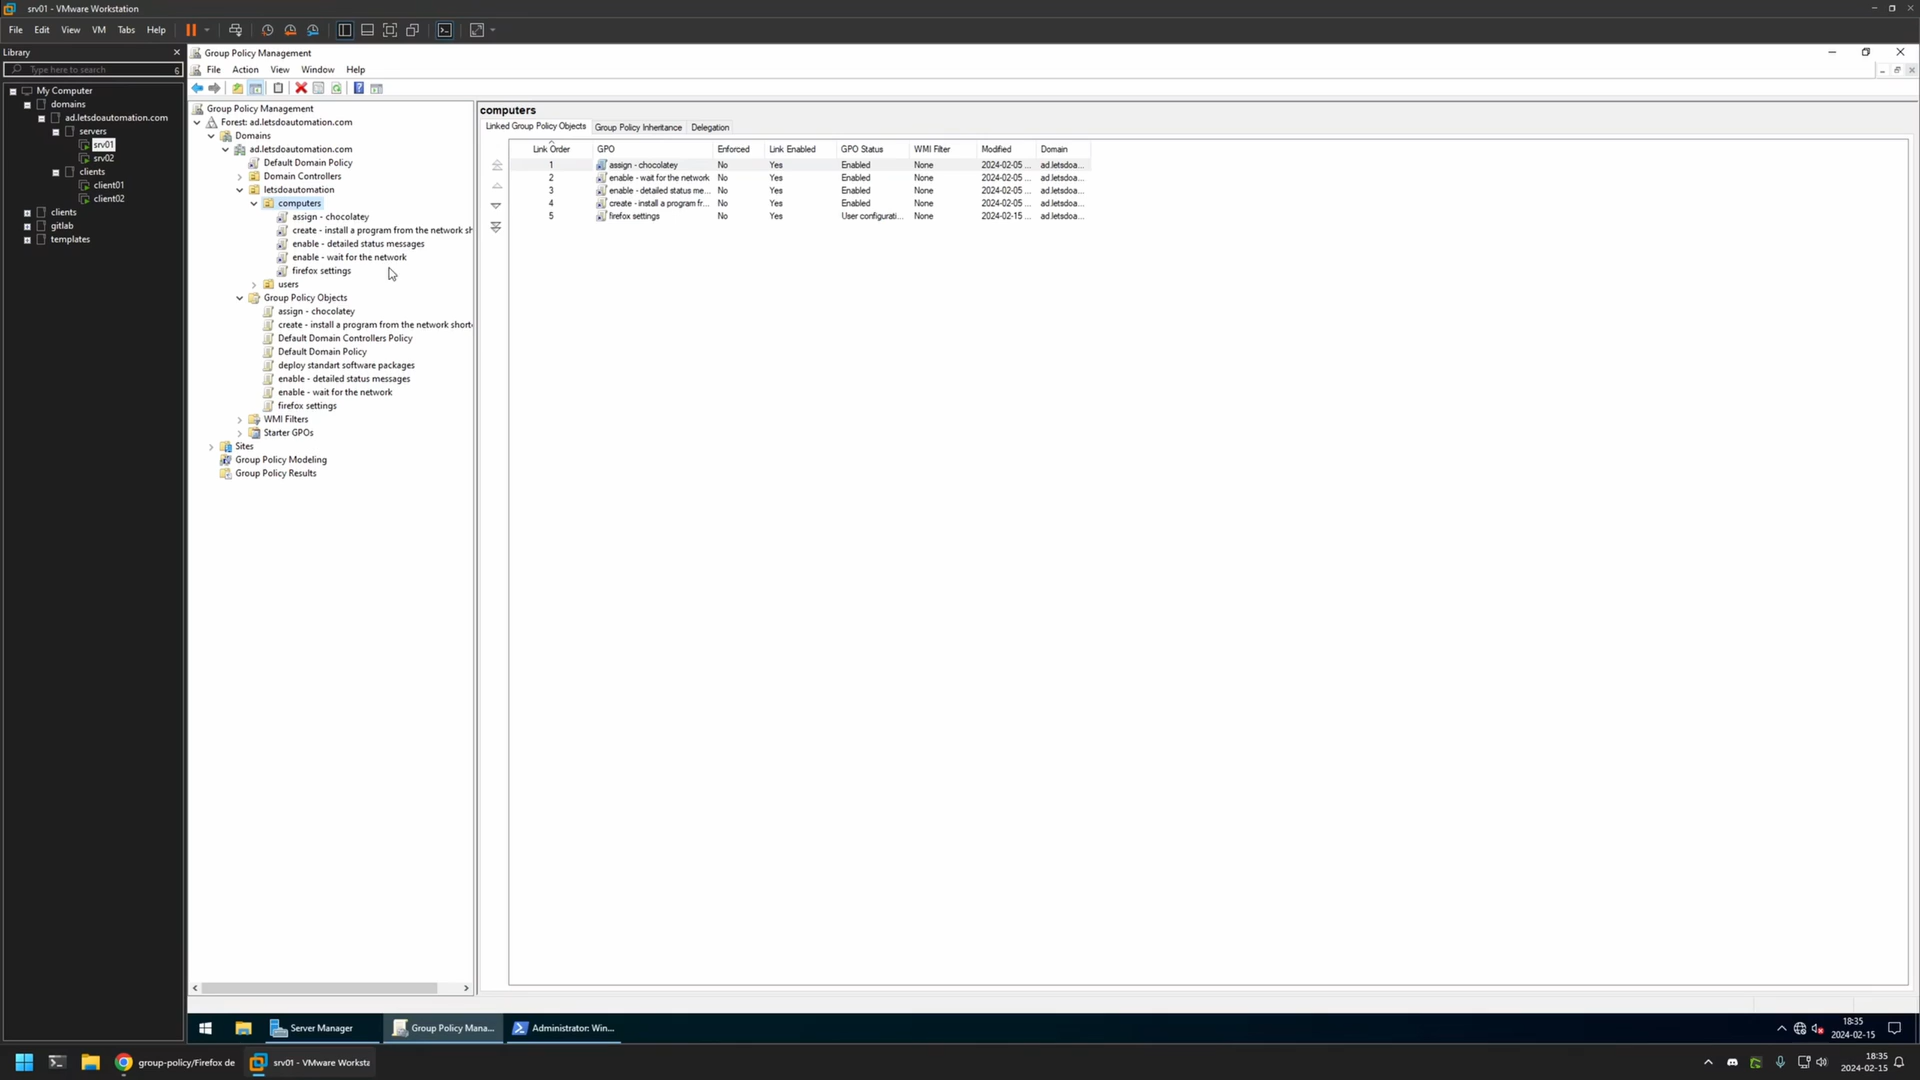 srv01 - VMware Workstation
File Edit View VM Tabs Help
Library
Type here to search 6
My Computer
domains
ad.letsdoautomation.com
servers
srv01
srv02
clients
client01
client02
clients
gitlab
templates
Group Policy Management
File Action View Window Help
Group Policy Management
Forest: ad.letsdoautomation.com
Domains
ad.letsdoautomation.com
Default Domain Policy
Domain Controllers
letsdoautomation
computers
assign - chocolatey
create - install a program from the network sh
enable - detailed status messages
enable - wait for the network
firefox settings
users
Group Policy Objects
assign - chocolatey
create - install a program from the network short
Default Domain Controllers Policy
Default Domain Policy
deploy standart software packages
enable - detailed status messages
enable - wait for the network
firefox settings
WMI Filters
Starter GPOs
Sites
Group Policy Modeling
Group Policy Results
computers
Linked Group Policy Objects Group Policy Inheritance Delegation
Link Order GPO Enforced Link Enabled GPO Status WMI Filter Modified Domain
1 assign - chocolatey No Yes Enabled None 2024-02-05 ... ad.letsdoa...
2 enable - wait for the network No Yes Enabled None 2024-02-05 ... ad.letsdoa...
3 enable - detailed status me... No Yes Enabled None 2024-02-05 ... ad.letsdoa...
4 create - install a program fr... No Yes Enabled None 2024-02-05 ... ad.letsdoa...
5 firefox settings No Yes User configurati... None 2024-02-15 ... ad.letsdoa...
Server Manager Group Policy Mana... Administrator: Win...
18:35
2024-02-15
group-policy/Firefox de srv01 - VMware Worksta
18:35
2024-02-15